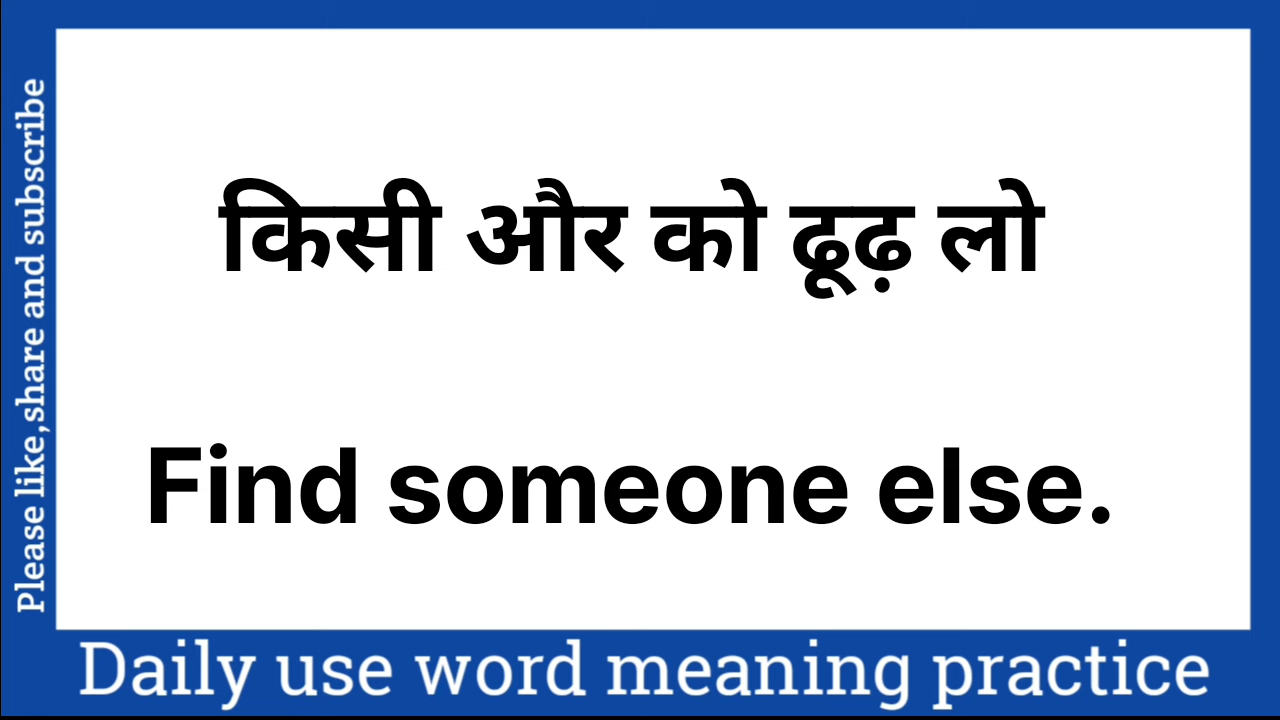 किसी और को ढूढ़ लो
Find someone else.
Daily use word meaning practice
Please like,share and subscribe